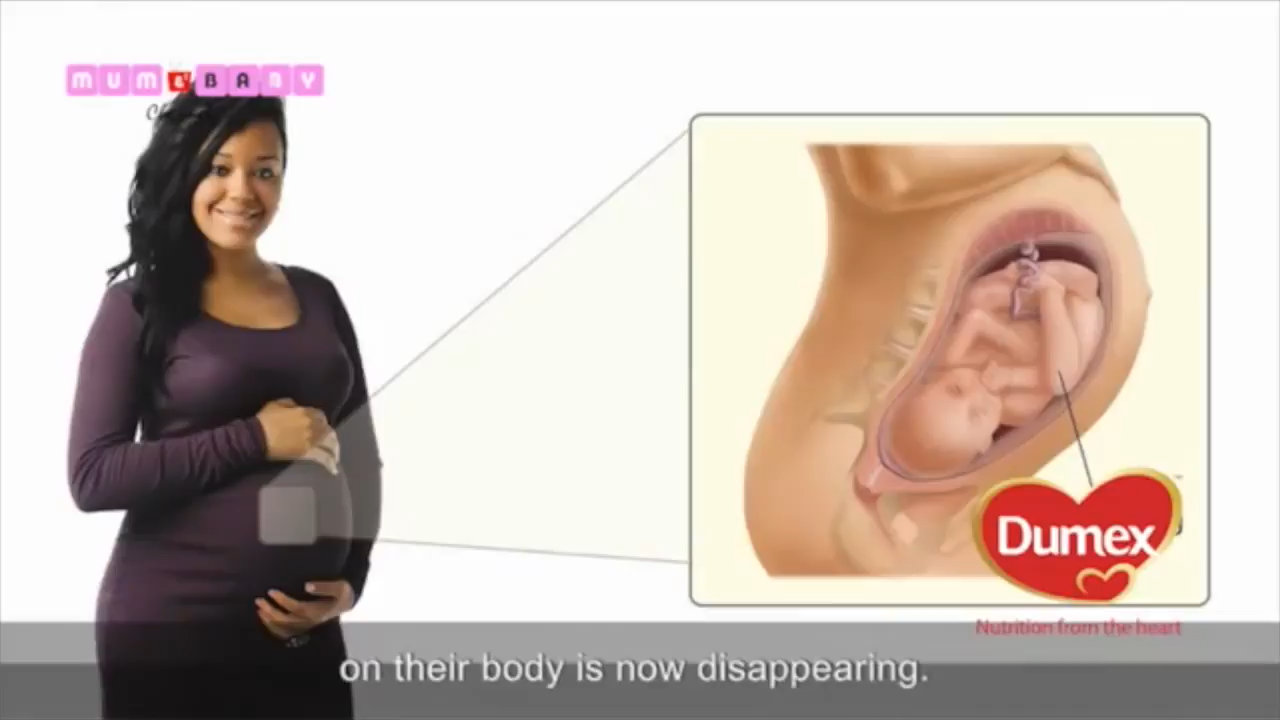 MUM & BABY
Dumex
Nutrition from the heart
on their body is now disappearing.